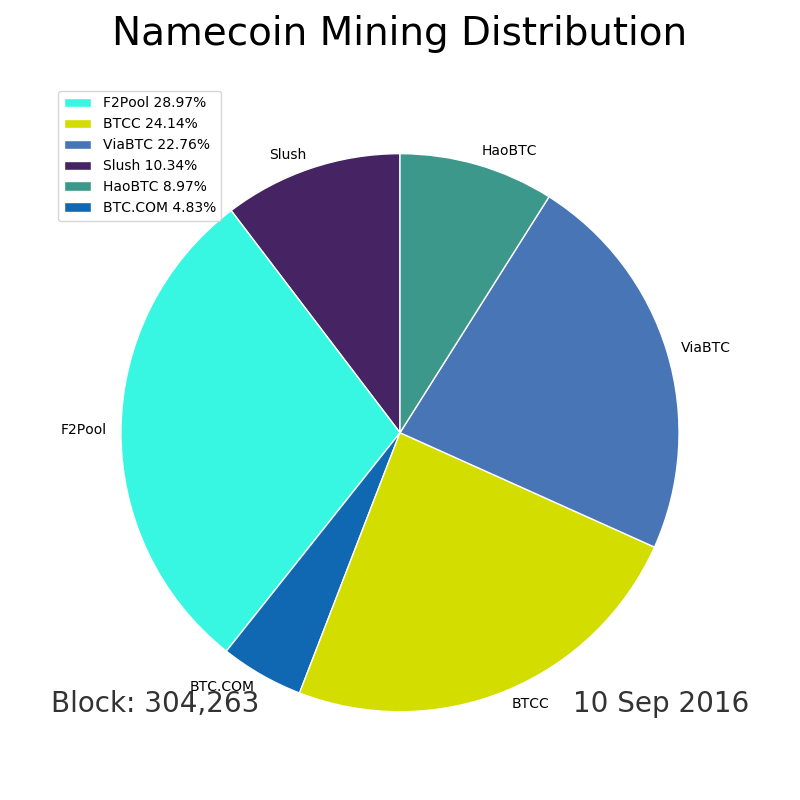 Namecoin Mining Distribution
F2Pool 28.97%
BTCC 24.14%
ViaBTC 22.76%
Slush 10.34%
HaoBTC 8.97%
BTC.COM 4.83%
Slush
HaoBTC
ViaBTC
F2Pool
BTC.COM
BTCC
Block: 304,263
10 Sep 2016